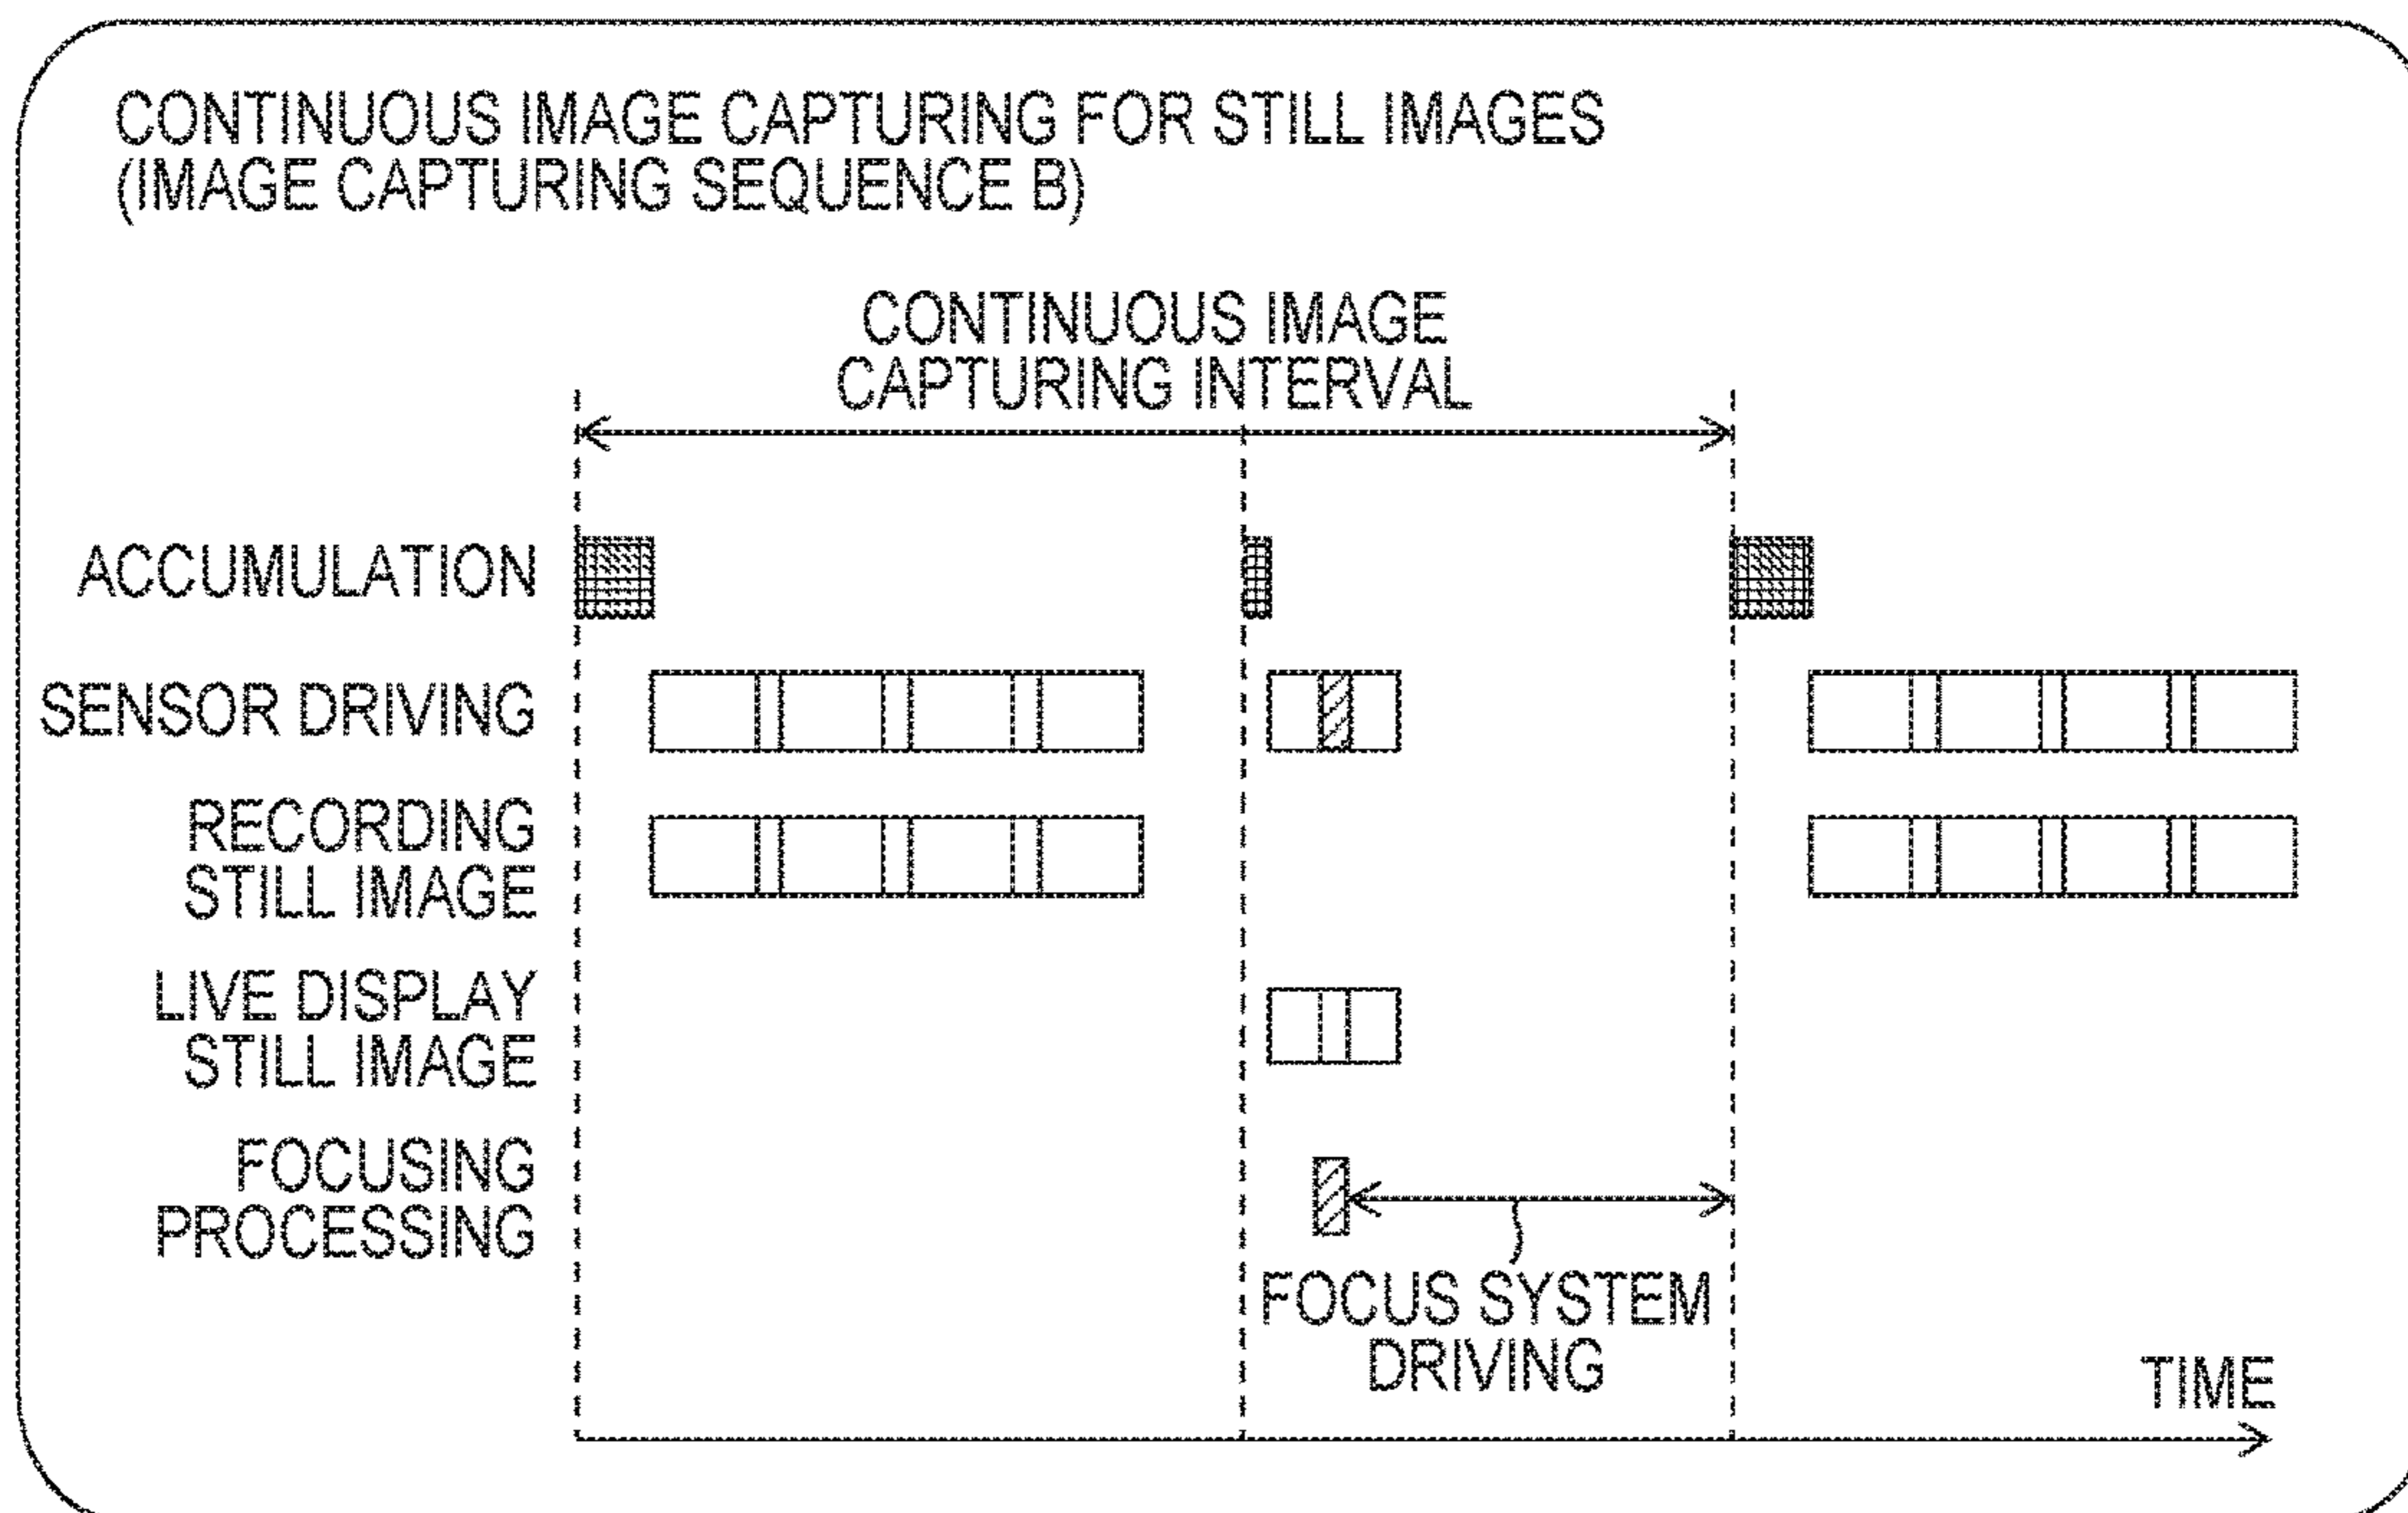 CONTINUOUS IMAGE CAPTURING FOR STILL IMAGES
(IMAGE CAPTURING SEQUENCE B)
CONTINUOUS IMAGE
CAPTURING INTERVAL
ACCUMULATION
SENSOR DRIVING
RECORDING
STILL IMAGE
LIVE DISPLAY
STILL IMAGE
FOCUSING
PROCESSING
FOCUS SYSTEM
DRIVING
TIME